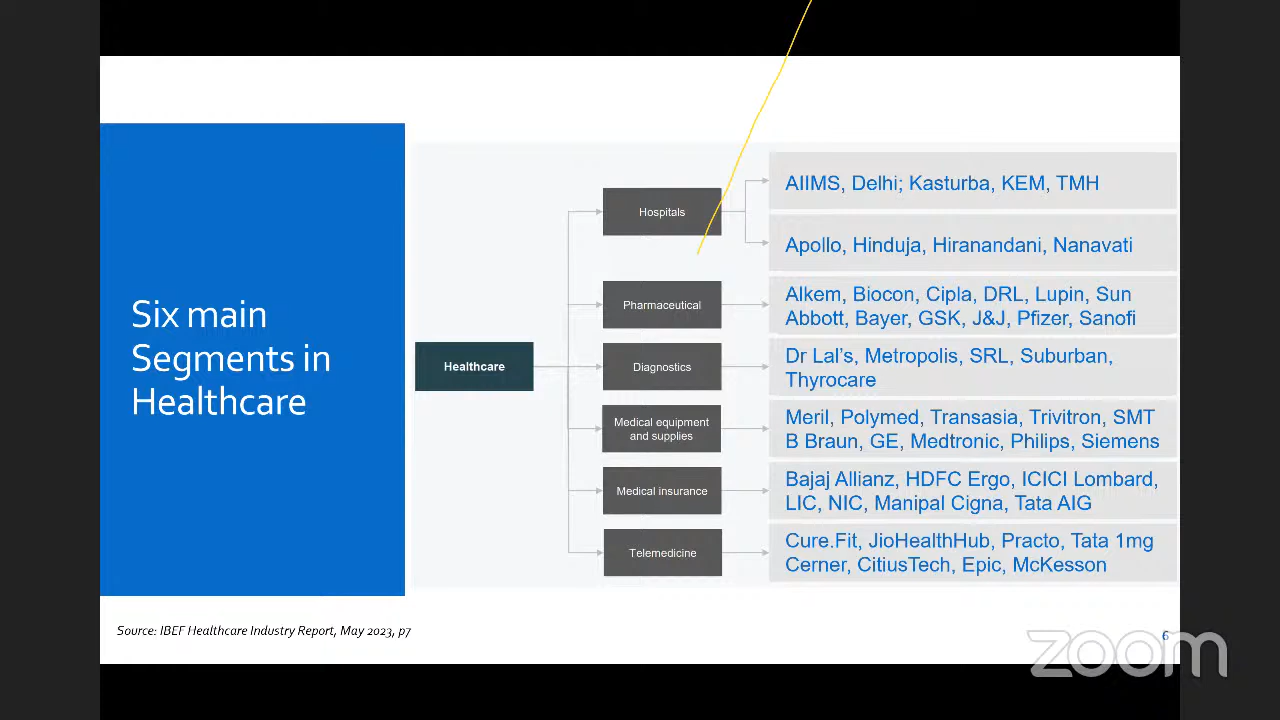 Six main
Segments in
Healthcare
Healthcare
Hospitals
AIIMS, Delhi; Kasturba, KEM, TMH
Apollo, Hinduja, Hiranandani, Nanavati
Pharmaceutical
Alkem, Biocon, Cipla, DRL, Lupin, Sun
Abbott, Bayer, GSK, J&J, Pfizer, Sanofi
Diagnostics
Dr Lal's, Metropolis, SRL, Suburban,
Thyrocare
Medical equipment
and supplies
Meril, Polymed, Transasia, Trivitron, SMT
B Braun, GE, Medtronic, Philips, Siemens
Medical insurance
Bajaj Allianz, HDFC Ergo, ICICI Lombard,
LIC, NIC, Manipal Cigna, Tata AIG
Telemedicine
Cure.Fit, JioHealthHub, Practo, Tata 1mg
Cerner, CitiusTech, Epic, McKesson
Source: IBEF Healthcare Industry Report, May 2023, p7
6
zoom